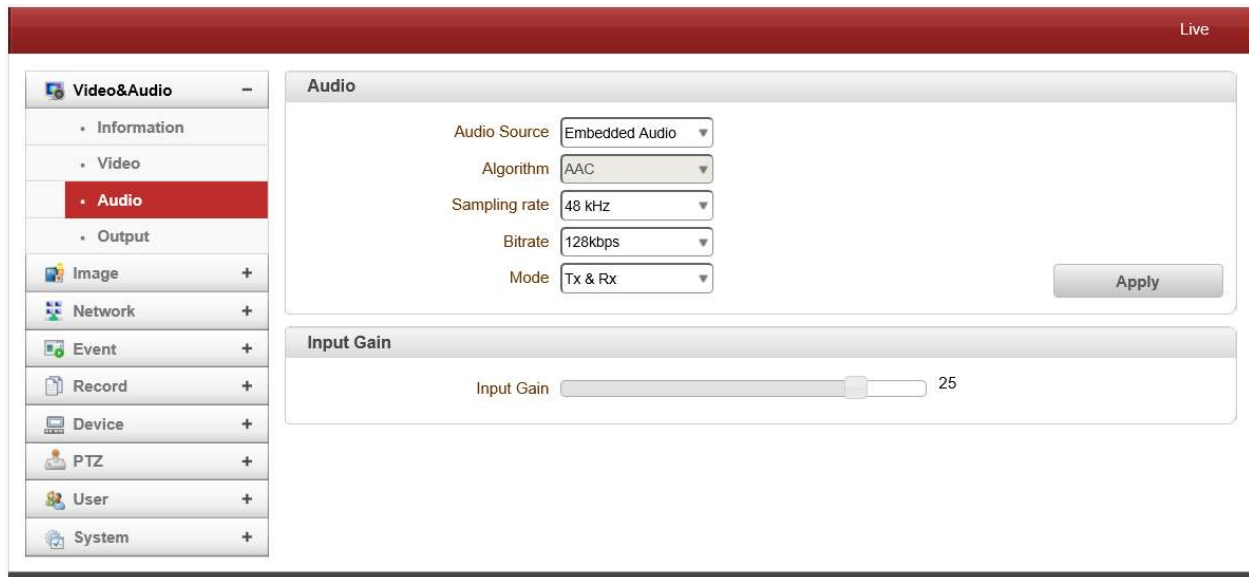 Live
Video&Audio −
Information
Video
Audio
Output
Image +
Network +
Event +
Record +
Device +
PTZ +
User +
System +
Audio
Audio Source Embedded Audio
Algorithm AAC
Sampling rate 48 kHz
Bitrate 128kbps
Mode Tx & Rx
Apply
Input Gain
Input Gain 25